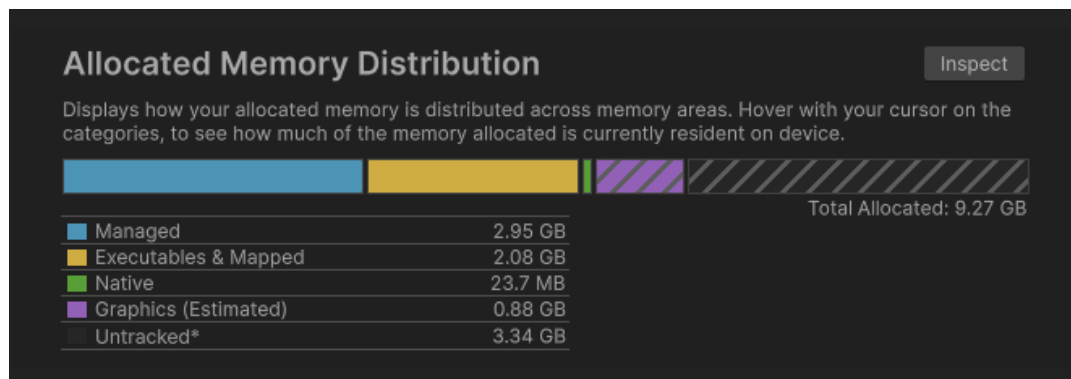 Allocated Memory Distribution
Inspect
Displays how your allocated memory is distributed across memory areas. Hover with your cursor on the
categories, to see how much of the memory allocated is currently resident on device.
Total Allocated: 9.27 GB
Managed 2.95 GB
Executables & Mapped 2.08 GB
Native 23.7 MB
Graphics (Estimated) 0.88 GB
Untracked* 3.34 GB